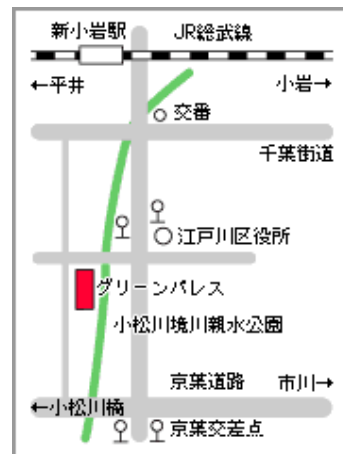 新小岩駅 JR総武線
←平井 小岩→
交番
千葉街道
江戸川区役所
グリーンパレス
小松川境川親水公園
京葉道路 市川→
←小松川橋
京葉交差点